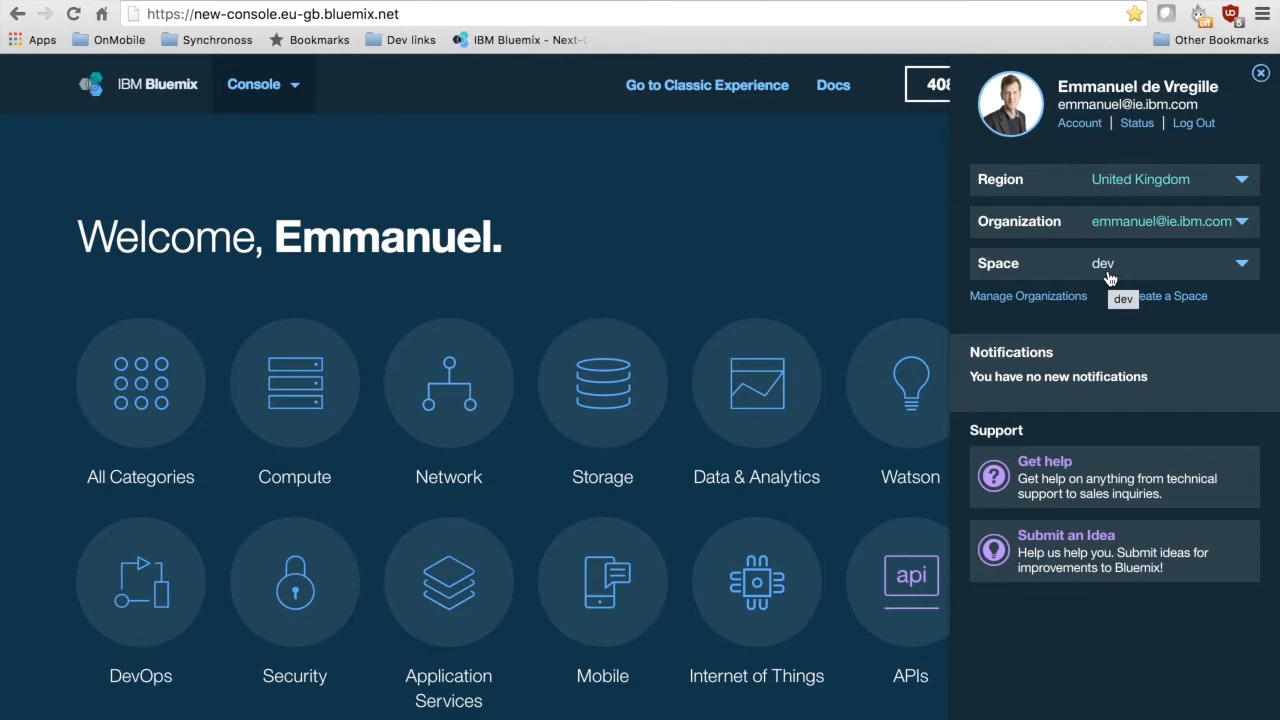 https://new-console.eu-gb.bluemix.net
off
5
Apps
OnMobile
Synchronoss
Bookmarks
Dev links
IBM Bluemix - Next-
Other Bookmarks
IBM Bluemix
Console
Go to Classic Experience
Docs
408
Emmanuel de Vregille
emmanuel@ie.ibm.com
Account | Status | Log Out
Region United Kingdom
Organization emmanuel@ie.ibm.com
Space dev
Manage Organizations
dev
eate a Space
Welcome, Emmanuel.
All Categories
Compute
Network
Storage
Data & Analytics
Watson
DevOps
Security
Application
Services
Mobile
Internet of Things
api
APIs
Notifications
You have no new notifications
Support
Get help
Get help on anything from technical
support to sales inquiries.
Submit an Idea
Help us help you. Submit ideas for
improvements to Bluemix!